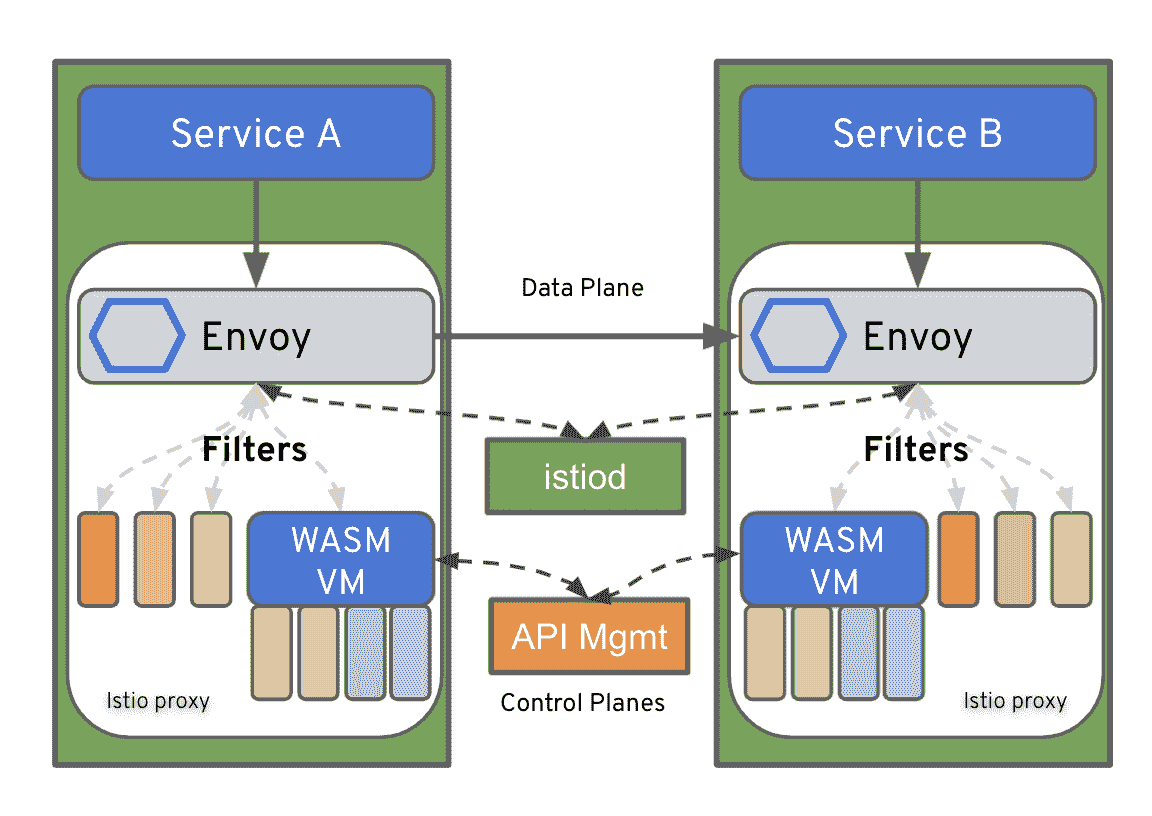 Service A
Service B
Data Plane
Envoy
Envoy
Filters
Filters
istiod
WASM
VM
WASM
VM
API Mgmt
Istio proxy
Control Planes
Istio proxy